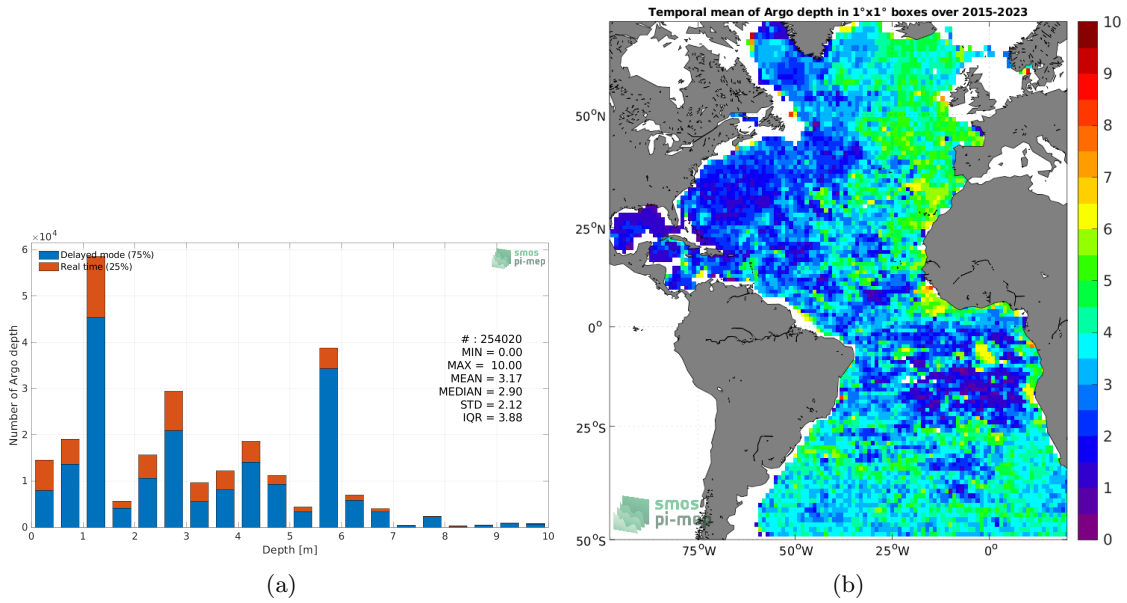 ×10⁴
6
5
4
3
2
1
0
Number of Argo depth
Delayed mode (75%)
Real time (25%)
smos
pi-mep
# : 254020
MIN = 0.00
MAX = 10.00
MEAN = 3.17
MEDIAN = 2.90
STD = 2.12
IQR = 3.88
0 1 2 3 4 5 6 7 8 9 10
Depth [m]
(a)
Temporal mean of Argo depth in 1°x1° boxes over 2015-2023
50°N
25°N
0°
25°S
50°S
75°W 50°W 25°W 0°
smos
pi-mep
10
9
8
7
6
5
4
3
2
1
0
(b)